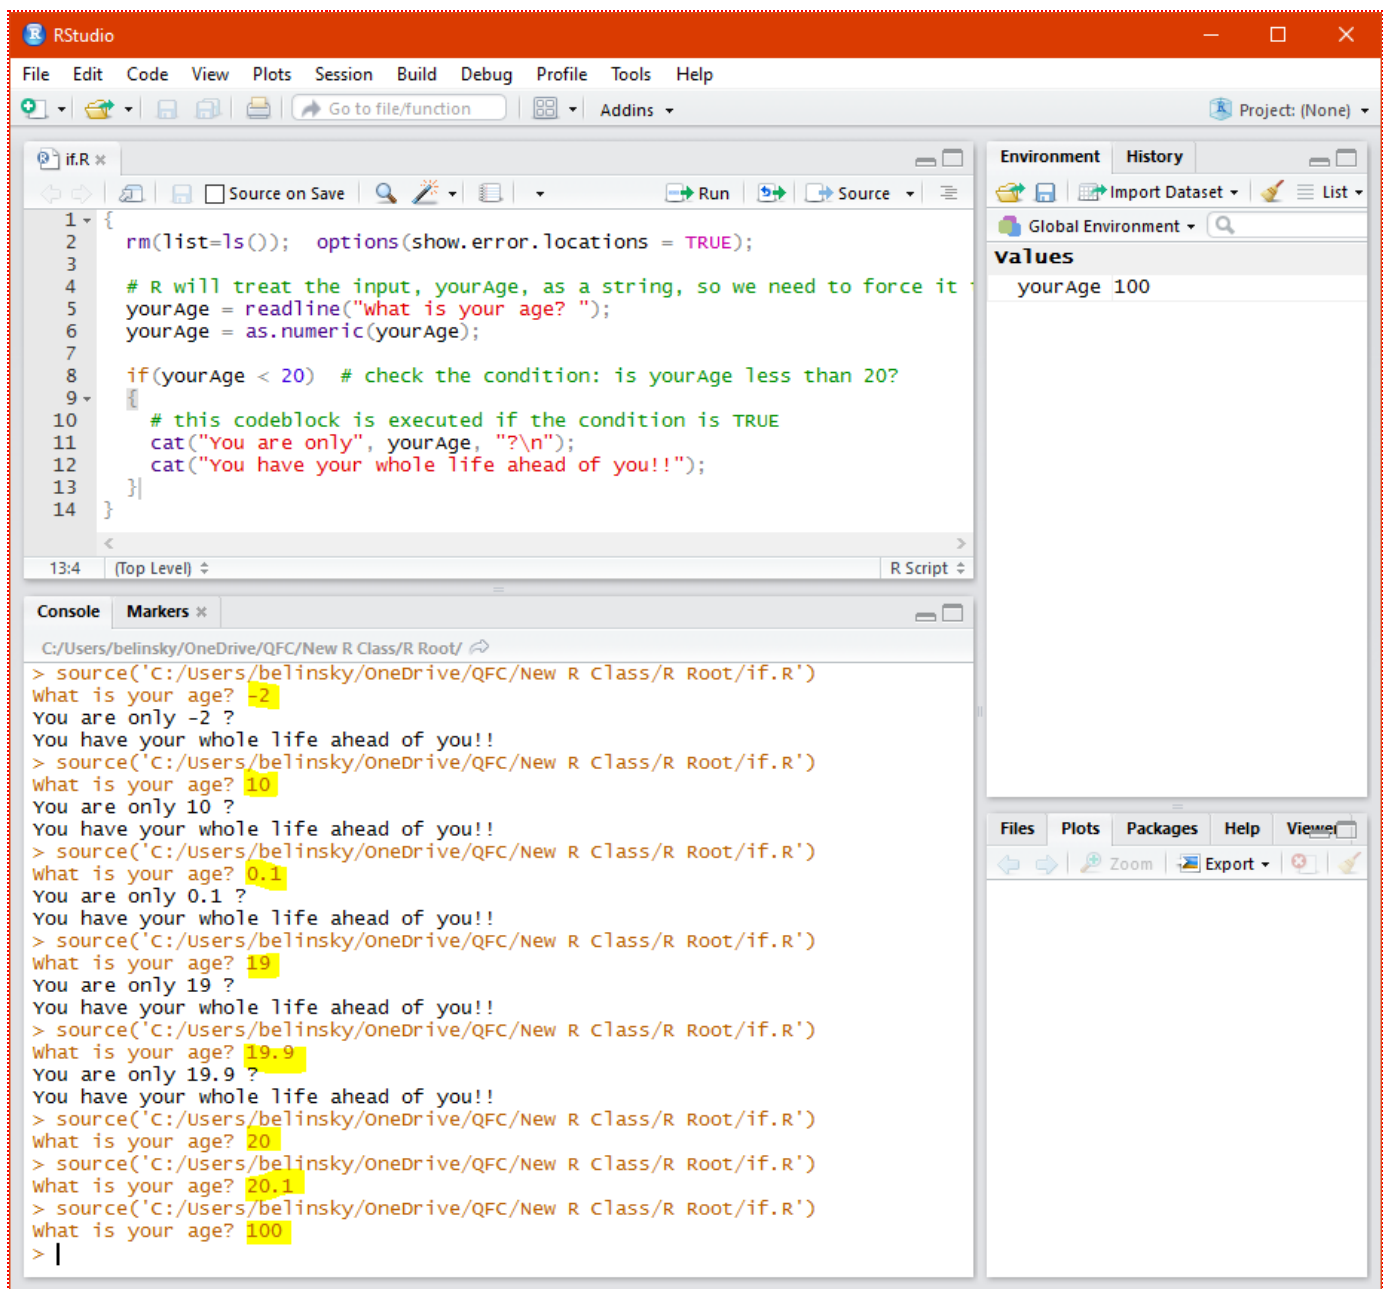 RStudio
File Edit Code View Plots Session Build Debug Profile Tools Help
Go to file/function Addins Project: (None)
if.R
Source on Save Run Source
1 {
2 rm(list=ls()); options(show.error.locations = TRUE);
3
4 # R will treat the input, yourAge, as a string, so we need to force it
5 yourAge = readline("What is your age? ");
6 yourAge = as.numeric(yourAge);
7
8 if(yourAge < 20) # check the condition: is yourAge less than 20?
9 {
10 # this codeblock is executed if the condition is TRUE
11 cat("You are only", yourAge, "?\n");
12 cat("You have your whole life ahead of you!!");
13 }
14 }
13:4 (Top Level) R Script
Console Markers
C:/Users/belinsky/OneDrive/QFC/New R Class/R Root/
> source('C:/Users/belinsky/OneDrive/QFC/New R Class/R Root/if.R')
What is your age? -2
You are only -2 ?
You have your whole life ahead of you!!
> source('C:/Users/belinsky/OneDrive/QFC/New R Class/R Root/if.R')
What is your age? 10
You are only 10 ?
You have your whole life ahead of you!!
> source('C:/Users/belinsky/OneDrive/QFC/New R Class/R Root/if.R')
What is your age? 0.1
You are only 0.1 ?
You have your whole life ahead of you!!
> source('C:/Users/belinsky/OneDrive/QFC/New R Class/R Root/if.R')
What is your age? 19
You are only 19 ?
You have your whole life ahead of you!!
> source('C:/Users/belinsky/OneDrive/QFC/New R Class/R Root/if.R')
What is your age? 19.9
You are only 19.9 ?
You have your whole life ahead of you!!
> source('C:/Users/belinsky/OneDrive/QFC/New R Class/R Root/if.R')
What is your age? 20
> source('C:/Users/belinsky/OneDrive/QFC/New R Class/R Root/if.R')
What is your age? 20.1
> source('C:/Users/belinsky/OneDrive/QFC/New R Class/R Root/if.R')
What is your age? 100
>
Environment History
Import Dataset List
Global Environment
Values
yourAge 100
Files Plots Packages Help Viewer
Zoom Export